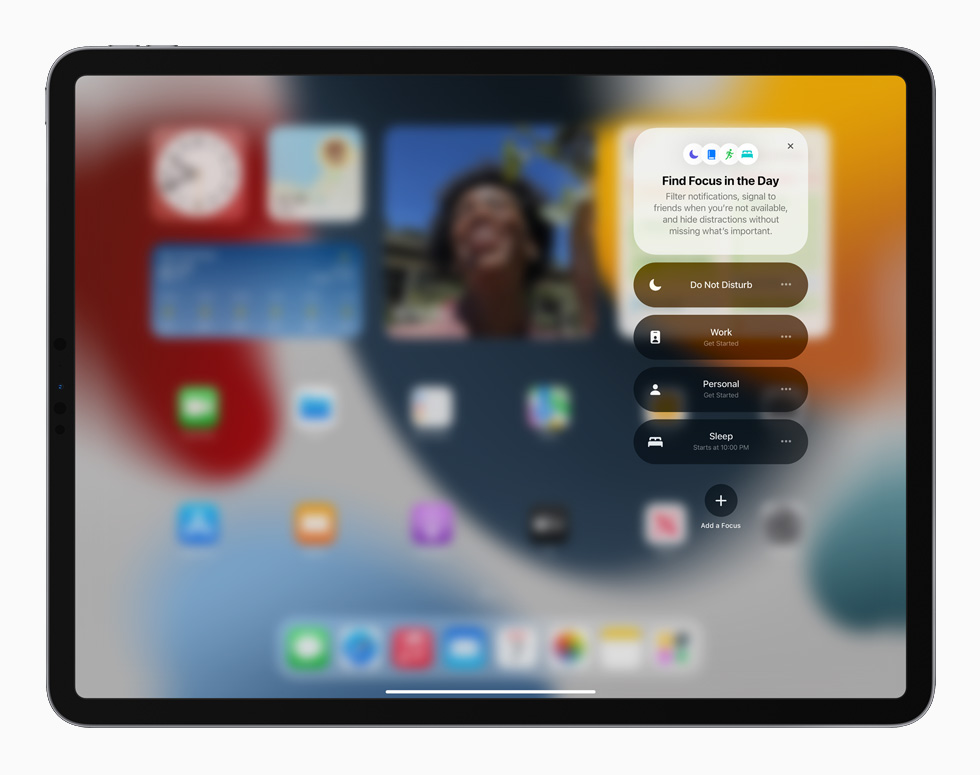 Find Focus in the Day
Filter notifications, signal to
friends when you're not available,
and hide distractions without
missing what's important.
Do Not Disturb
Work
Get Started
Personal
Get Started
Sleep
Starts at 10:00 PM
Add a Focus